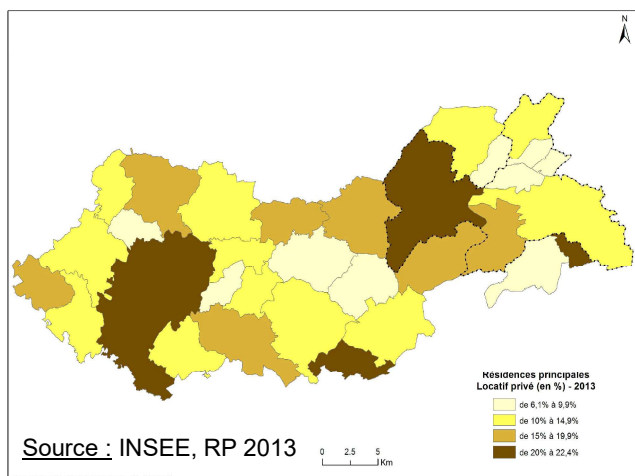 N
Résidences principales
Locatif privé (en %) - 2013
de 6,1% à 9,9%
de 10% à 14,9%
de 15% à 19,9%
de 20% à 22,4%
Source : INSEE, RP 2013
0 2.5 5
Km